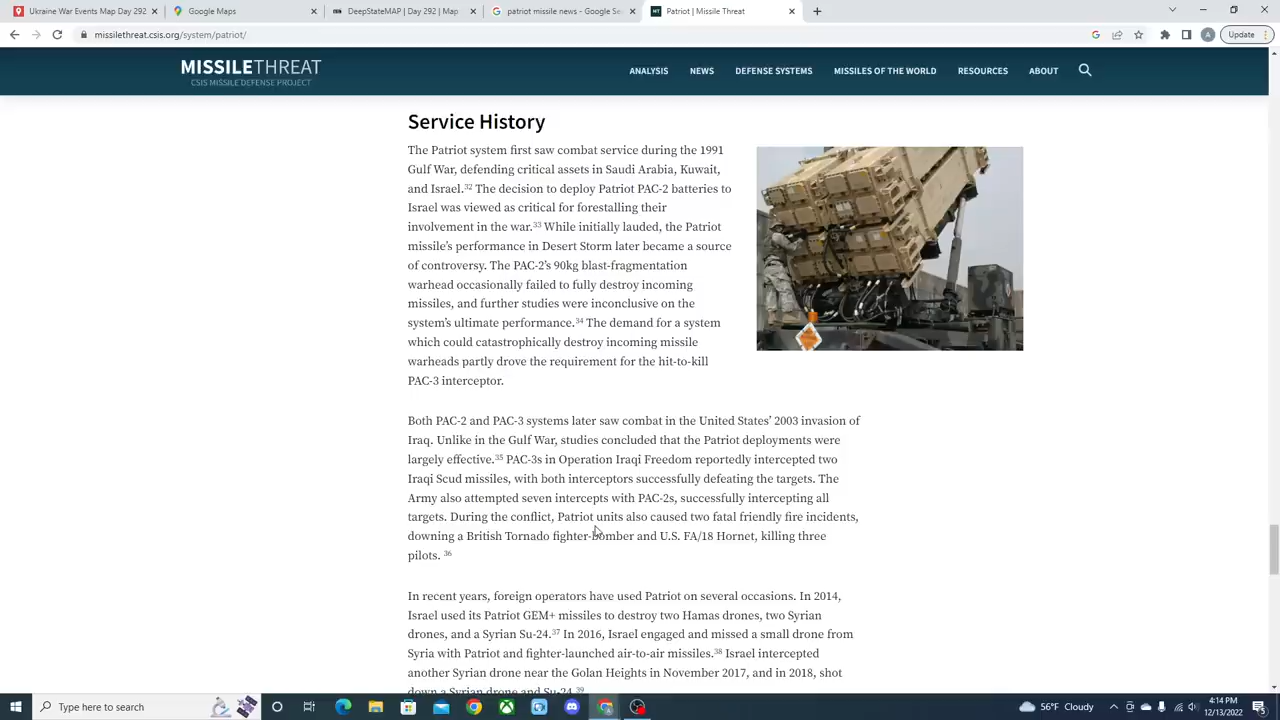 Ukraine War Events Map Day 292
Google Maps
DeepStateMAP | Day 292 | Map
patriot missile news - Google Se
Patriot | Missile Threat
missilethreat.csis.org/system/patriot/
A
Update
MISSILETHREAT
CSIS MISSILE DEFENSE PROJECT
ANALYSIS NEWS DEFENSE SYSTEMS MISSILES OF THE WORLD RESOURCES ABOUT
Service History
The Patriot system first saw combat service during the 1991
Gulf War, defending critical assets in Saudi Arabia, Kuwait,
and Israel.32 The decision to deploy Patriot PAC-2 batteries to
Israel was viewed as critical for forestalling their
involvement in the war.33 While initially lauded, the Patriot
missile's performance in Desert Storm later became a source
of controversy. The PAC-2's 90kg blast-fragmentation
warhead occasionally failed to fully destroy incoming
missiles, and further studies were inconclusive on the
system's ultimate performance.34 The demand for a system
which could catastrophically destroy incoming missile
warheads partly drove the requirement for the hit-to-kill
PAC-3 interceptor.
Both PAC-2 and PAC-3 systems later saw combat in the United States' 2003 invasion of
Iraq. Unlike in the Gulf War, studies concluded that the Patriot deployments were
largely effective.35 PAC-3s in Operation Iraqi Freedom reportedly intercepted two
Iraqi Scud missiles, with both interceptors successfully defeating the targets. The
Army also attempted seven intercepts with PAC-2s, successfully intercepting all
targets. During the conflict, Patriot units also caused two fatal friendly fire incidents,
downing a British Tornado fighter-bomber and U.S. FA/18 Hornet, killing three
pilots. 36
In recent years, foreign operators have used Patriot on several occasions. In 2014,
Israel used its Patriot GEM+ missiles to destroy two Hamas drones, two Syrian
drones, and a Syrian Su-24.37 In 2016, Israel engaged and missed a small drone from
Syria with Patriot and fighter-launched air-to-air missiles.38 Israel intercepted
another Syrian drone near the Golan Heights in November 2017, and in 2018, shot
down a Syrian drone and Su-24.39
Type here to search
56°F Cloudy
4:14 PM
12/13/2022